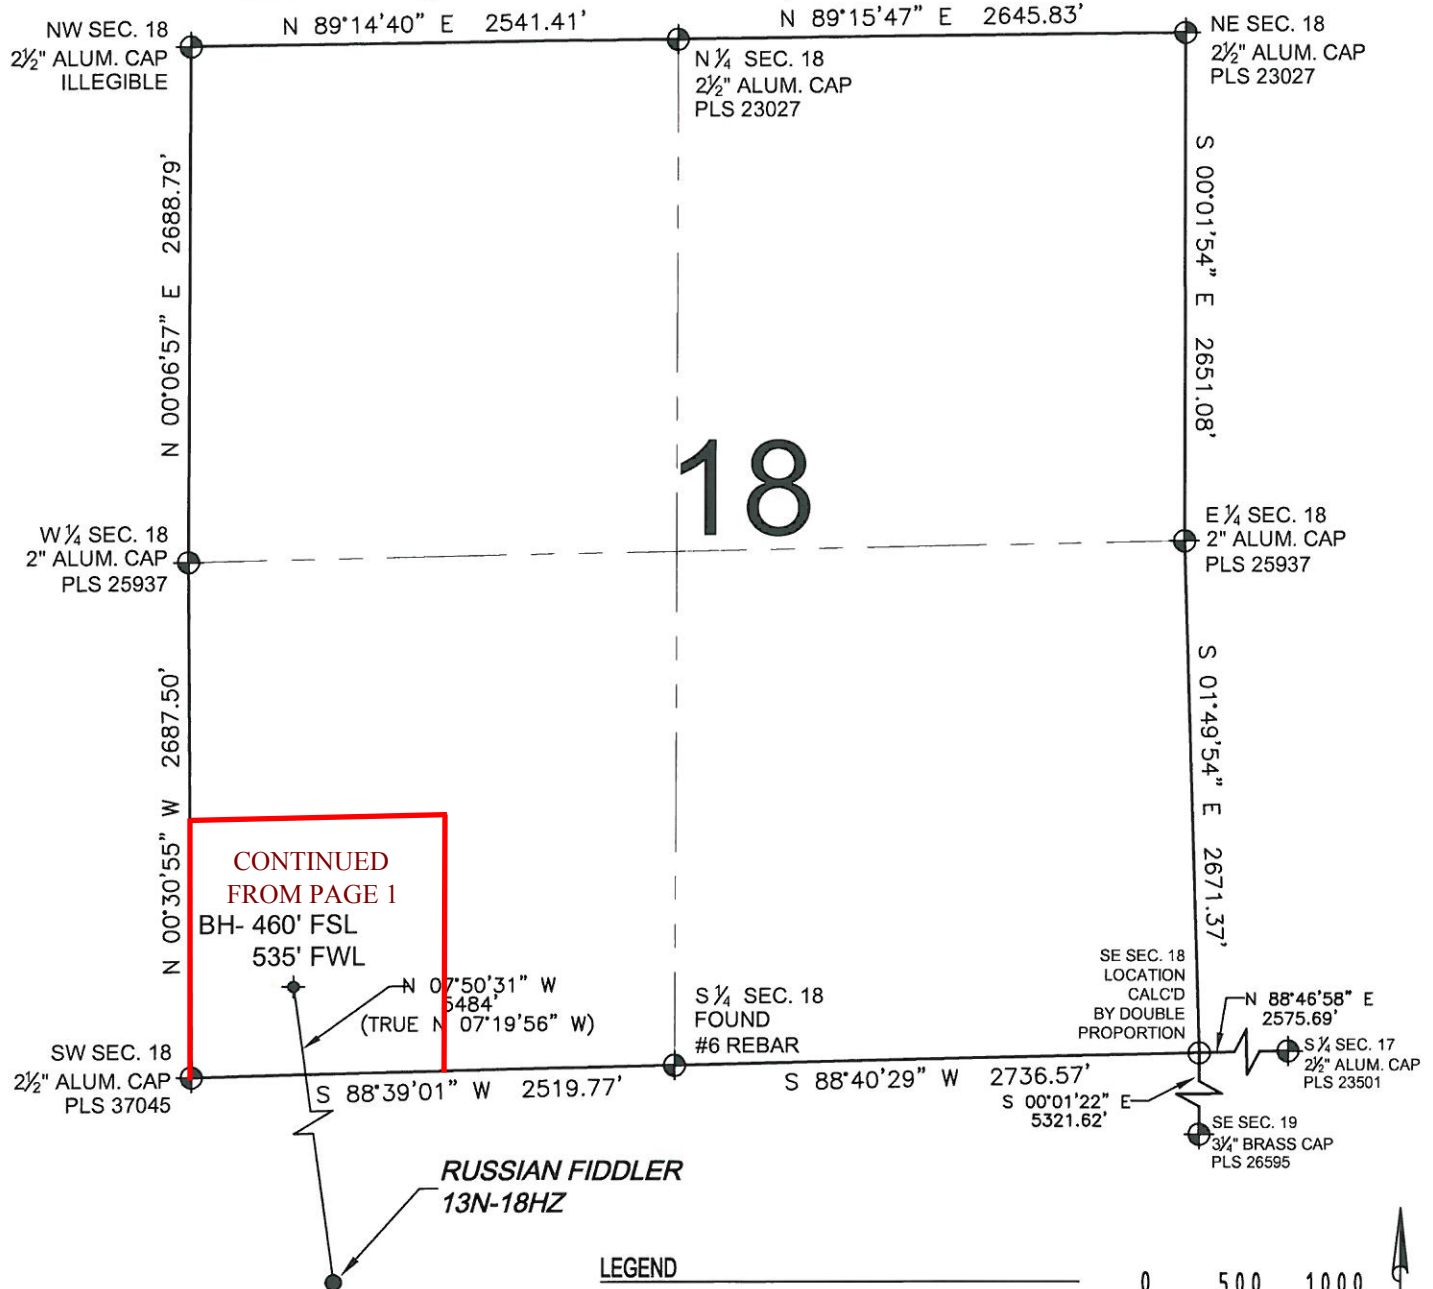 N 89°14'40" E 2541.41'
N 89°15'47" E 2645.83'
NW SEC. 18
2½" ALUM. CAP
ILLEGIBLE
N ¼ SEC. 18
2½" ALUM. CAP
PLS 23027
NE SEC. 18
2½" ALUM. CAP
PLS 23027
N 00°06'57" E 2688.79'
S 00°01'54" E 2651.08'
18
W ¼ SEC. 18
2" ALUM. CAP
PLS 25937
E ¼ SEC. 18
2" ALUM. CAP
PLS 25937
N 00°30'55" W 2687.50'
S 01°49'54" E 2671.37'
CONTINUED
FROM PAGE 1
BH- 460' FSL
535' FWL
N 07°50'31" W
5484'
(TRUE N 07°19'56" W)
S ¼ SEC. 18
FOUND
#6 REBAR
SE SEC. 18
LOCATION
CALC'D
BY DOUBLE
PROPORTION
N 88°46'58" E
2575.69'
S ¼ SEC. 17
2½" ALUM. CAP
PLS 23501
SW SEC. 18
2½" ALUM. CAP
PLS 37045
S 88°39'01" W 2519.77'
S 88°40'29" W 2736.57'
S 00°01'22" E
5321.62'
SE SEC. 19
3¼" BRASS CAP
PLS 26595
RUSSIAN FIDDLER
13N-18HZ
LEGEND
0 500 1000